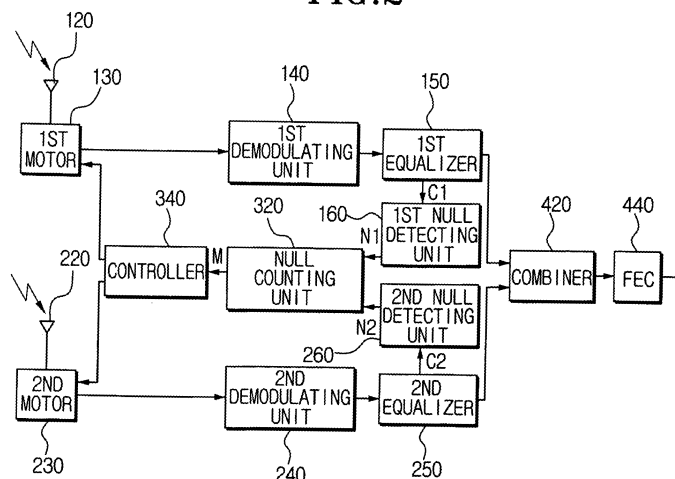 FIG.2
120
130
140
150
1ST
MOTOR
1ST
DEMODULATING
UNIT
1ST
EQUALIZER
C1
160
1ST NULL
DETECTING
UNIT
N1
340
320
420
440
CONTROLLER
M
NULL
COUNTING
UNIT
COMBINER
FEC
220
2ND NULL
DETECTING
UNIT
N2
260
C2
2ND
MOTOR
2ND
DEMODULATING
UNIT
2ND
EQUALIZER
230
240
250